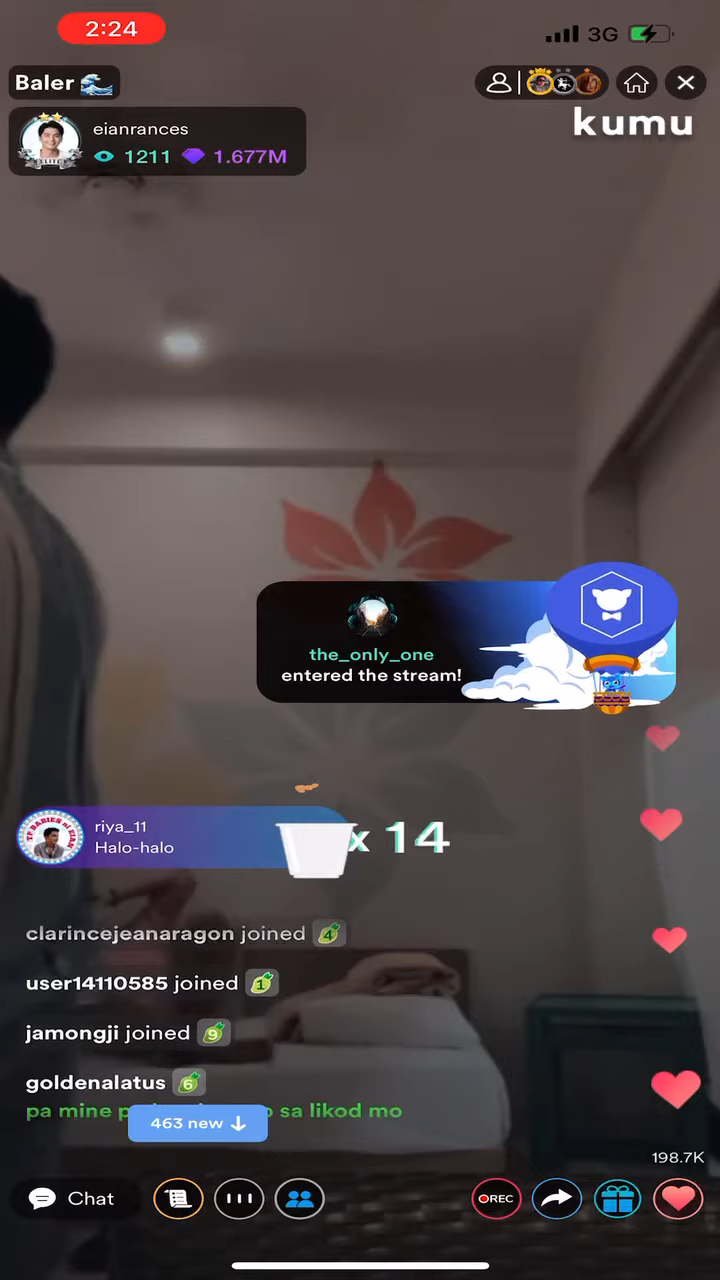 2:24
3G
Baler
kumu
eianrances
ELITE
1211 1.677M
the_only_one
entered the stream!
riya_11
Halo-halo
x 14
clarincejeanaragon joined 4
user14110585 joined 1
jamongji joined 9
goldenalatus 6
pa mine sa likod mo
463 new ↓
198.7K
Chat
REC